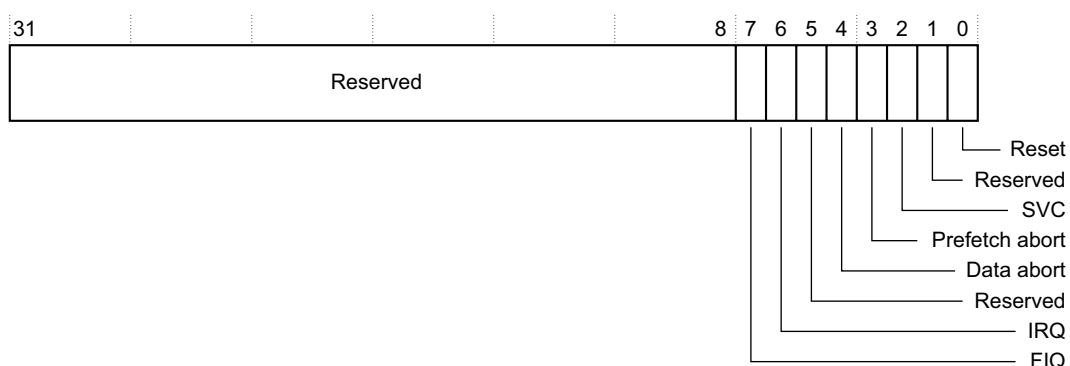 31 8 7 6 5 4 3 2 1 0
Reserved
Reset
Reserved
SVC
Prefetch abort
Data abort
Reserved
IRQ
FIQ